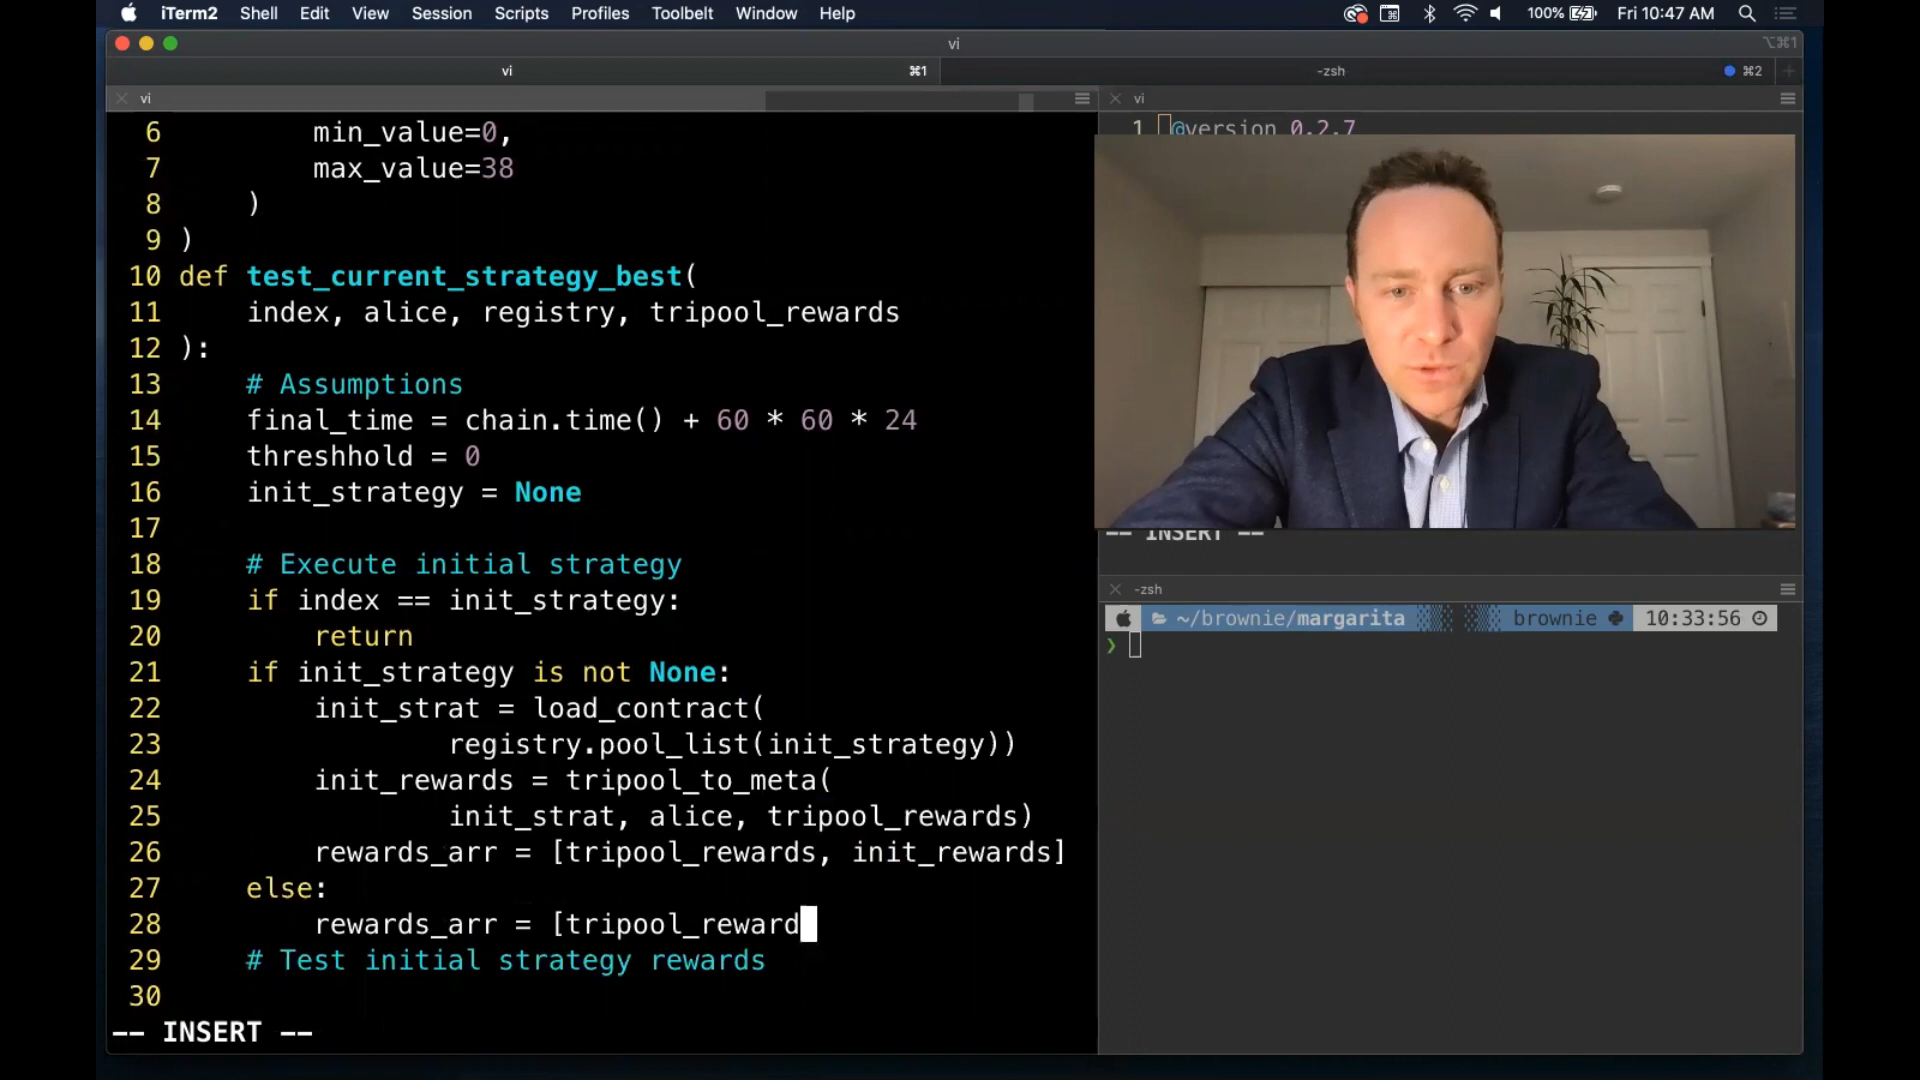 iTerm2 Shell Edit View Session Scripts Profiles Toolbelt Window Help 100% Fri 10:47 AM
vi ⌥⌘1
vi ⌘1 -zsh ⌘2
vi
6 min_value=0,
7 max_value=38
8 )
9 )
10 def test_current_strategy_best(
11 index, alice, registry, tripool_rewards
12 ):
13 # Assumptions
14 final_time = chain.time() + 60 * 60 * 24
15 threshhold = 0
16 init_strategy = None
17
18 # Execute initial strategy
19 if index == init_strategy:
20 return
21 if init_strategy is not None:
22 init_strat = load_contract(
23 registry.pool_list(init_strategy))
24 init_rewards = tripool_to_meta(
25 init_strat, alice, tripool_rewards)
26 rewards_arr = [tripool_rewards, init_rewards]
27 else:
28 rewards_arr = [tripool_reward
29 # Test initial strategy rewards
30
-- INSERT --
vi
1 @version 0.2.7
-- INSERT --
-zsh
~/brownie/margarita brownie 10:33:56
❯